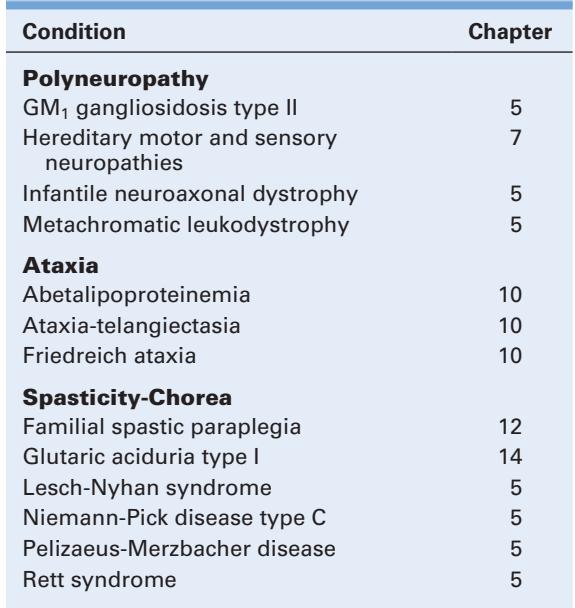 Condition Chapter
Polyneuropathy
GM₁ gangliosidosis type II 5
Hereditary motor and sensory 7
neuropathies
Infantile neuroaxonal dystrophy 5
Metachromatic leukodystrophy 5
Ataxia
Abetalipoproteinemia 10
Ataxia-telangiectasia 10
Friedreich ataxia 10
Spasticity-Chorea
Familial spastic paraplegia 12
Glutaric aciduria type I 14
Lesch-Nyhan syndrome 5
Niemann-Pick disease type C 5
Pelizaeus-Merzbacher disease 5
Rett syndrome 5